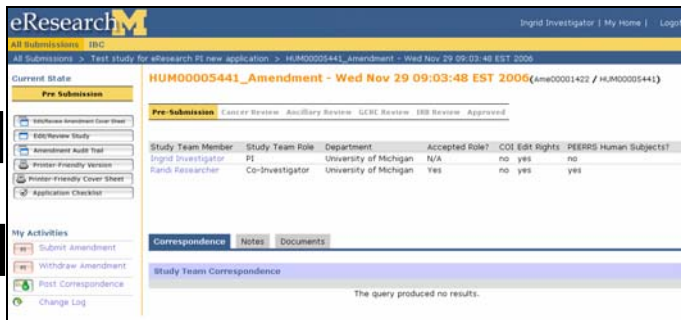 eResearch M
Ingrid Investigator | My Home | Logoff
All Submissions IBC
All Submissions > Test study for eResearch PI new application > HUM00005441_Amendment - Wed Nov 29 09:03:48 EST 2006
Current State
Pre Submission
Edit/Review Amendment Cover Sheet
Edit/Review Study
Amendment Audit Trail
Printer-Friendly Version
Printer-Friendly Cover Sheet
Application Checklist
My Activities
Submit Amendment
Withdraw Amendment
Post Correspondence
Change Log
HUM00005441_Amendment - Wed Nov 29 09:03:48 EST 2006(Ame00001422 / HUM00005441)
Pre-Submission Cancer Review Ancillary Review GCRC Review IRB Review Approved
Study Team Member Study Team Role Department Accepted Role? COI Edit Rights PEERRS Human Subjects?
Ingrid Investigator PI University of Michigan N/A no yes no
Randi Researcher Co-Investigator University of Michigan Yes no yes yes
Correspondence Notes Documents
Study Team Correspondence
The query produced no results.